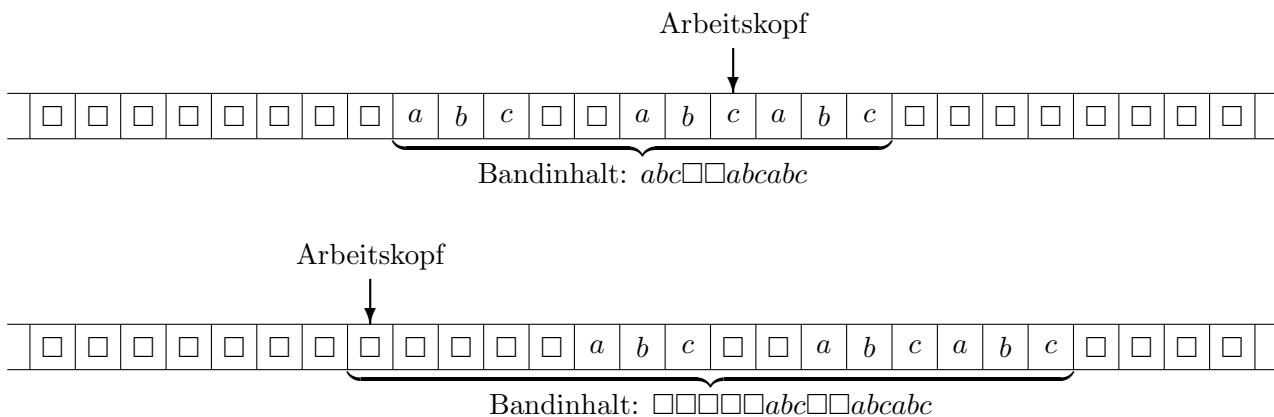 Arbeitskopf
□ □ □ □ □ □ □ □ a b c □ □ a b c a b c □ □ □ □ □ □ □ □
Bandinhalt: abc□□abcabc
Arbeitskopf
□ □ □ □ □ □ □ □ □ □ □ □ a b c □ □ a b c a b c □ □ □ □
Bandinhalt: □□□□□abc□□abcabc